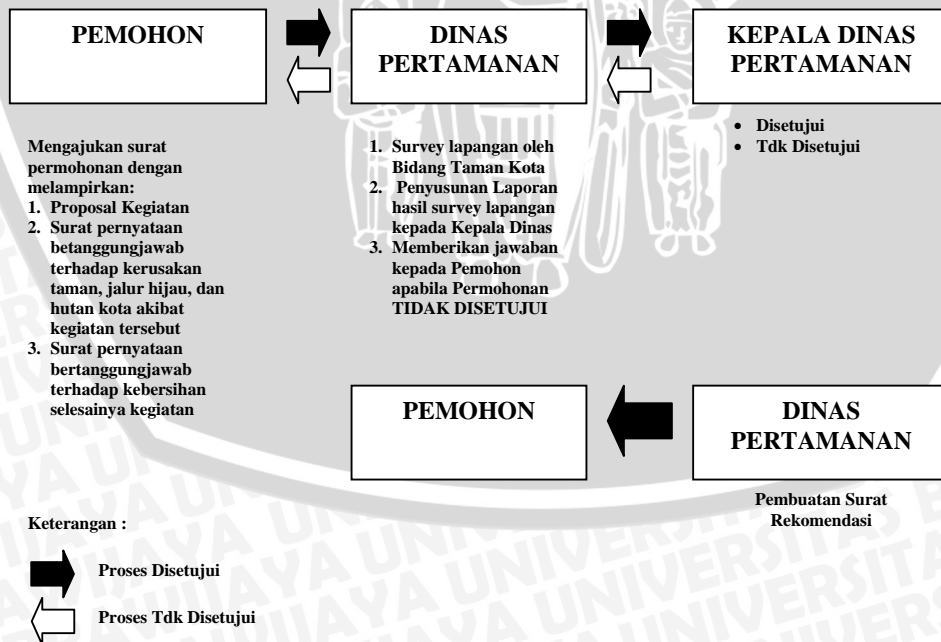 PEMOHON
DINAS
PERTAMANAN
KEPALA DINAS
PERTAMANAN
Mengajukan surat
permohonan dengan
melampirkan:
1. Proposal Kegiatan
2. Surat pernyataan
betanggungjawab
terhadap kerusakan
taman, jalur hijau, dan
hutan kota akibat
kegiatan tersebut
3. Surat pernyataan
bertanggungjawab
terhadap kebersihan
selesainya kegiatan
1. Survey lapangan oleh
Bidang Taman Kota
2. Penyusunan Laporan
hasil survey lapangan
kepada Kepala Dinas
3. Memberikan jawaban
kepada Pemohon
apabila Permohonan
TIDAK DISETUJUI
• Disetujui
• Tdk Disetujui
PEMOHON
DINAS
PERTAMANAN
Pembuatan Surat
Rekomendasi
Keterangan :
Proses Disetujui
Proses Tdk Disetujui